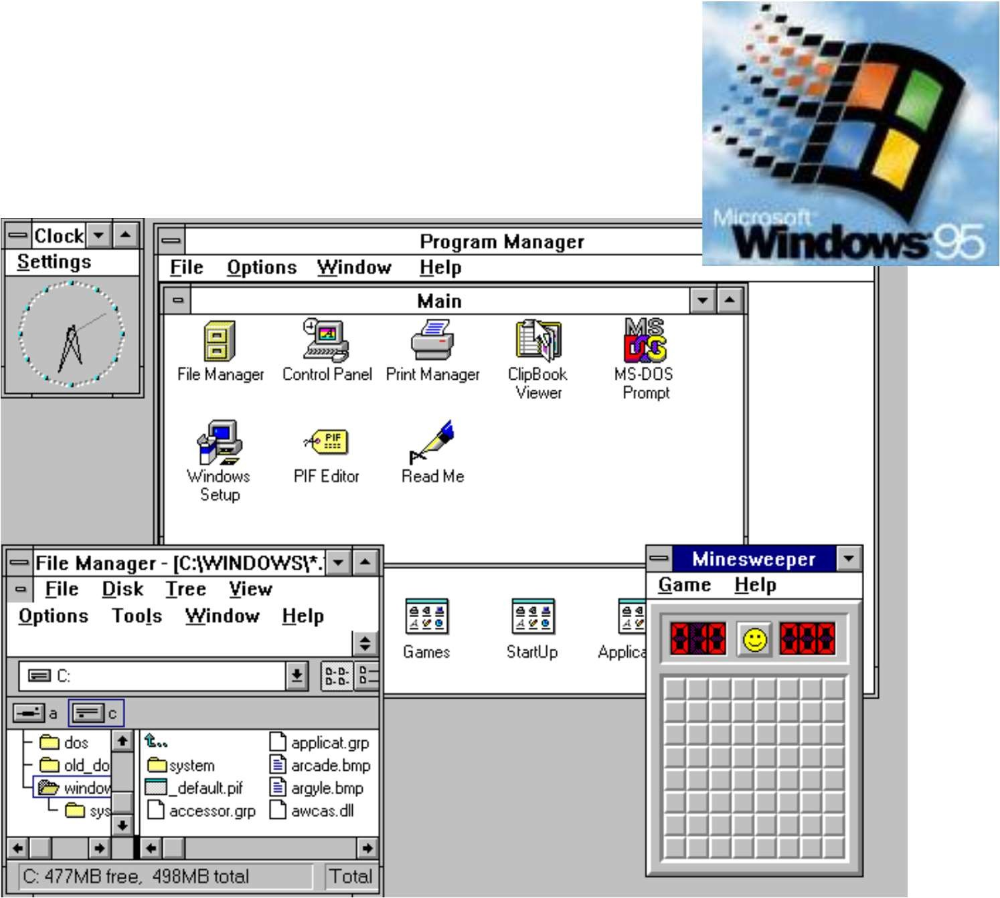 Microsoft
Windows 95
Clock
Settings
Program Manager
File Options Window Help
Main
File Manager
Control Panel
Print Manager
ClipBook
Viewer
MS
DOS
MS-DOS
Prompt
Windows
Setup
PIF
PIF Editor
Read Me
File Manager - [C:\WINDOWS\*.
File Disk Tree View
Options Tools Window Help
C:
a
c
dos
old_do
window
sys
system
_default.pif
accessor.grp
applicat.grp
arcade.bmp
argyle.bmp
awcas.dll
C: 477MB free, 498MB total
Total
Games
StartUp
Applica
Minesweeper
Game Help